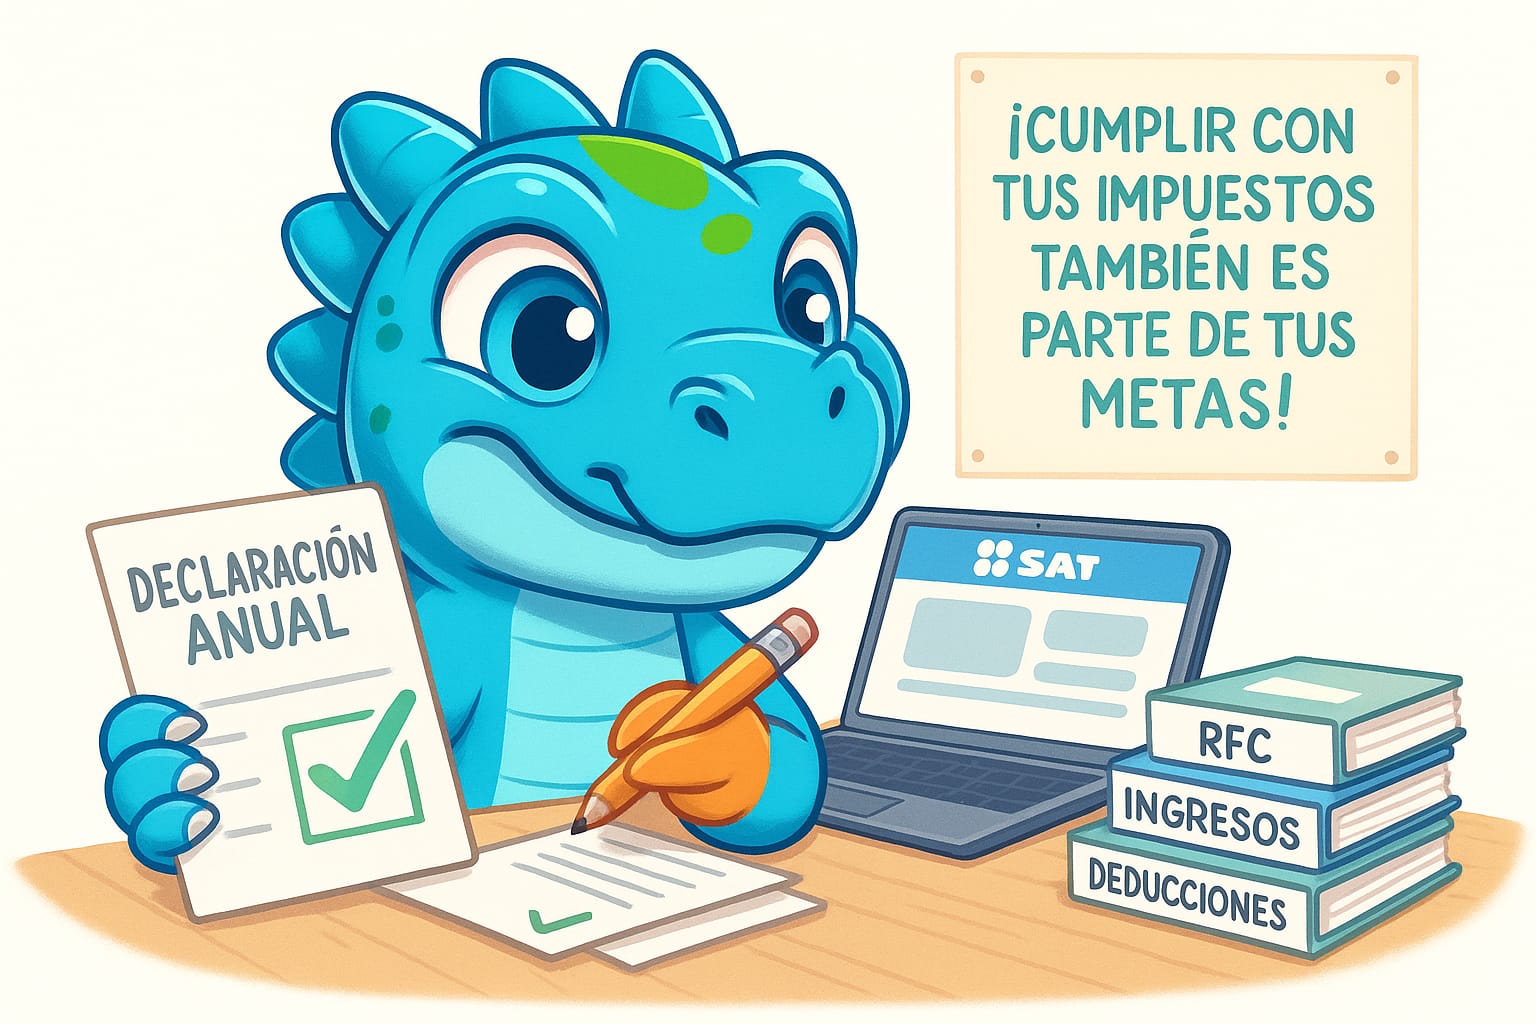 ¡CUMPLIR CON
TUS IMPUESTOS
TAMBIÉN ES
PARTE DE TUS
METAS!
DECLARACIÓN
ANUAL
SAT
RFC
INGRESOS
DEDUCCIONES